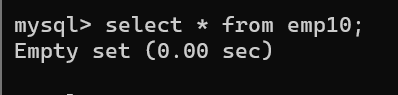 mysql> select * from emp10;
Empty set (0.00 sec)